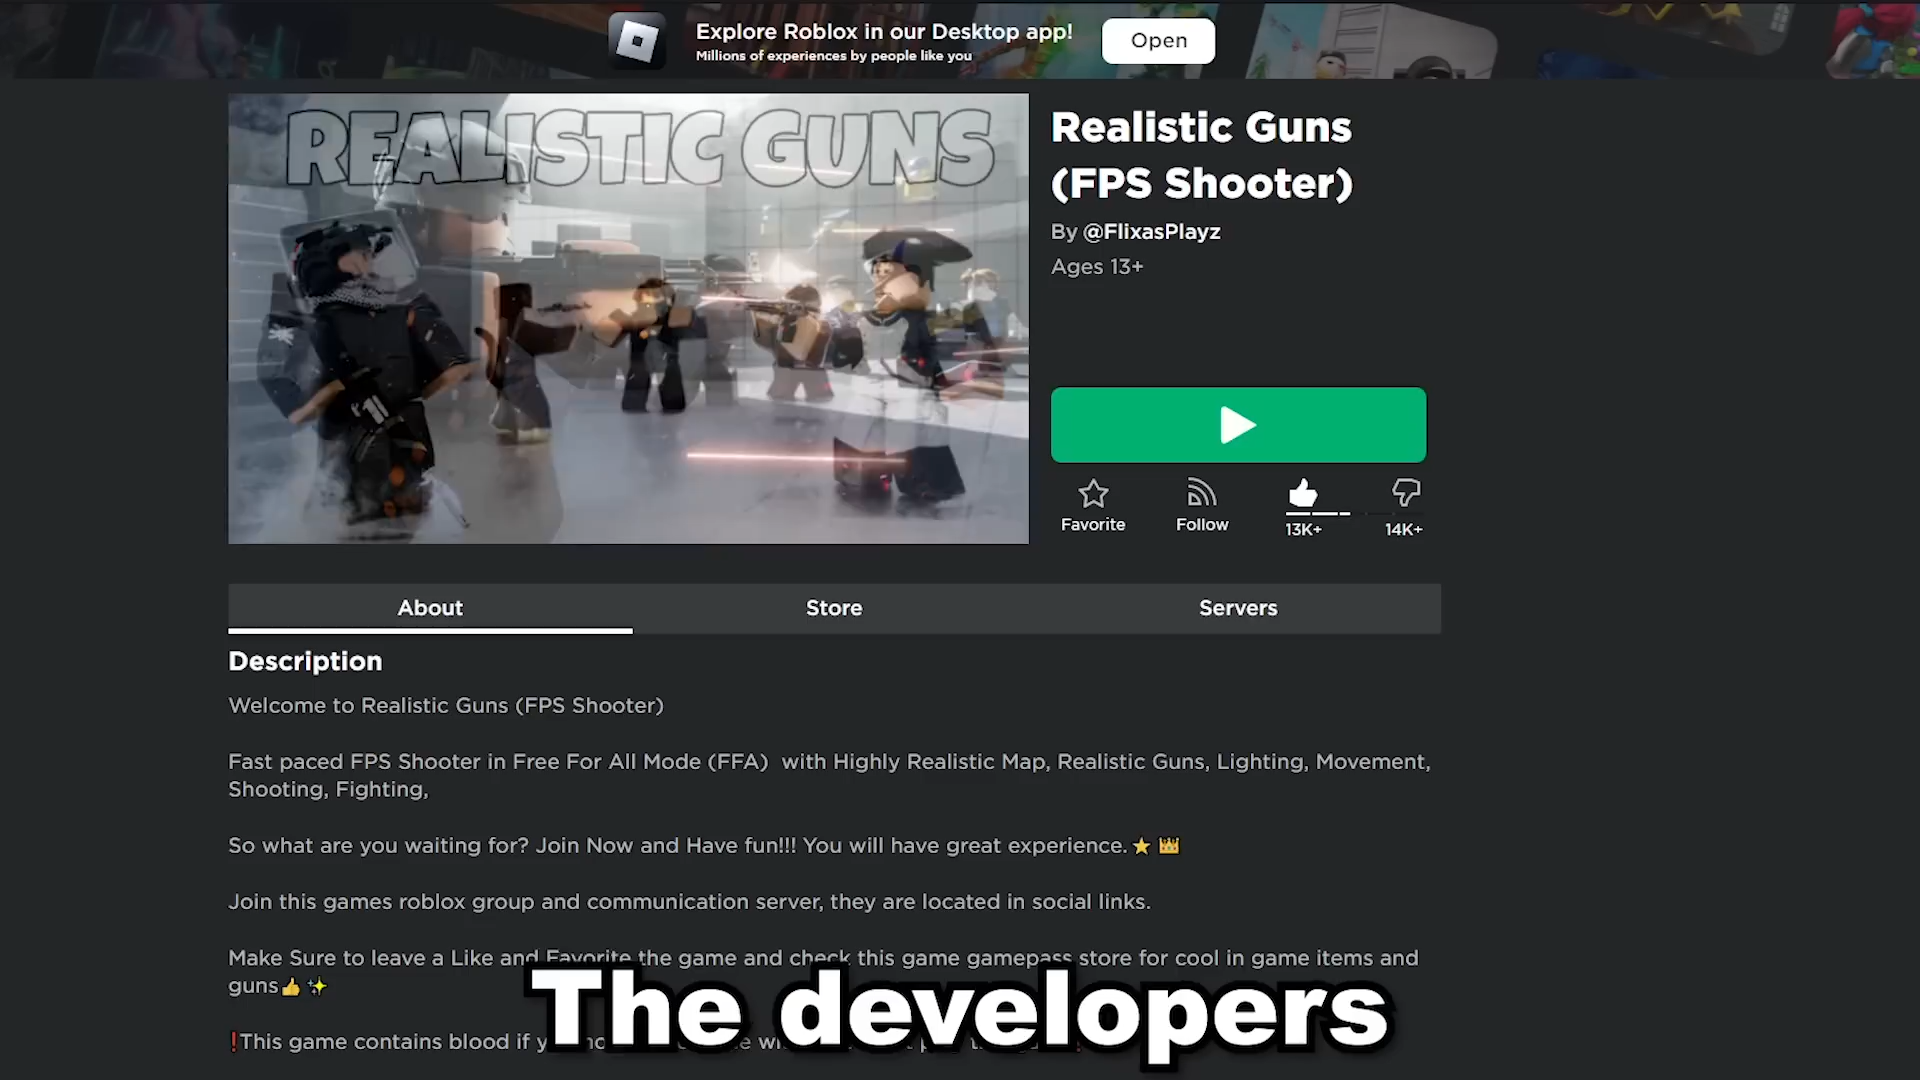 Explore Roblox in our Desktop app!
Millions of experiences by people like you
Open
REALISTIC GUNS
Realistic Guns
(FPS Shooter)
By @FlixasPlayz
Ages 13+
Favorite
Follow
13K+
14K+
About
Store
Servers
Description
Welcome to Realistic Guns (FPS Shooter)
Fast paced FPS Shooter in Free For All Mode (FFA) with Highly Realistic Map, Realistic Guns, Lighting, Movement,
Shooting, Fighting,
So what are you waiting for? Join Now and Have fun!!! You will have great experience.⭐ 👑
Join this games roblox group and communication server, they are located in social links.
Make Sure to leave a Like and Favorite the game and check this game gamepass store for cool in game items and
guns👍✨
❗This game contains blood if
The developers